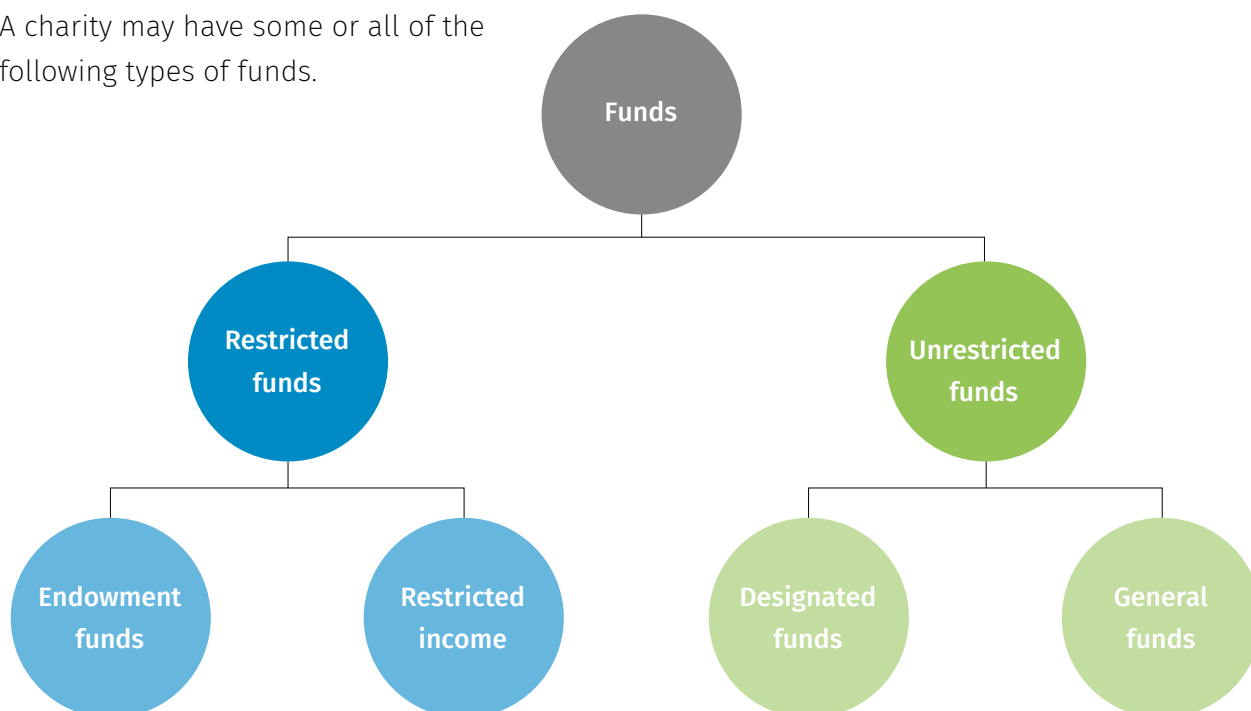 A charity may have some or all of the
following types of funds.
Funds
Restricted
funds
Unrestricted
funds
Endowment
funds
Restricted
income
Designated
funds
General
funds